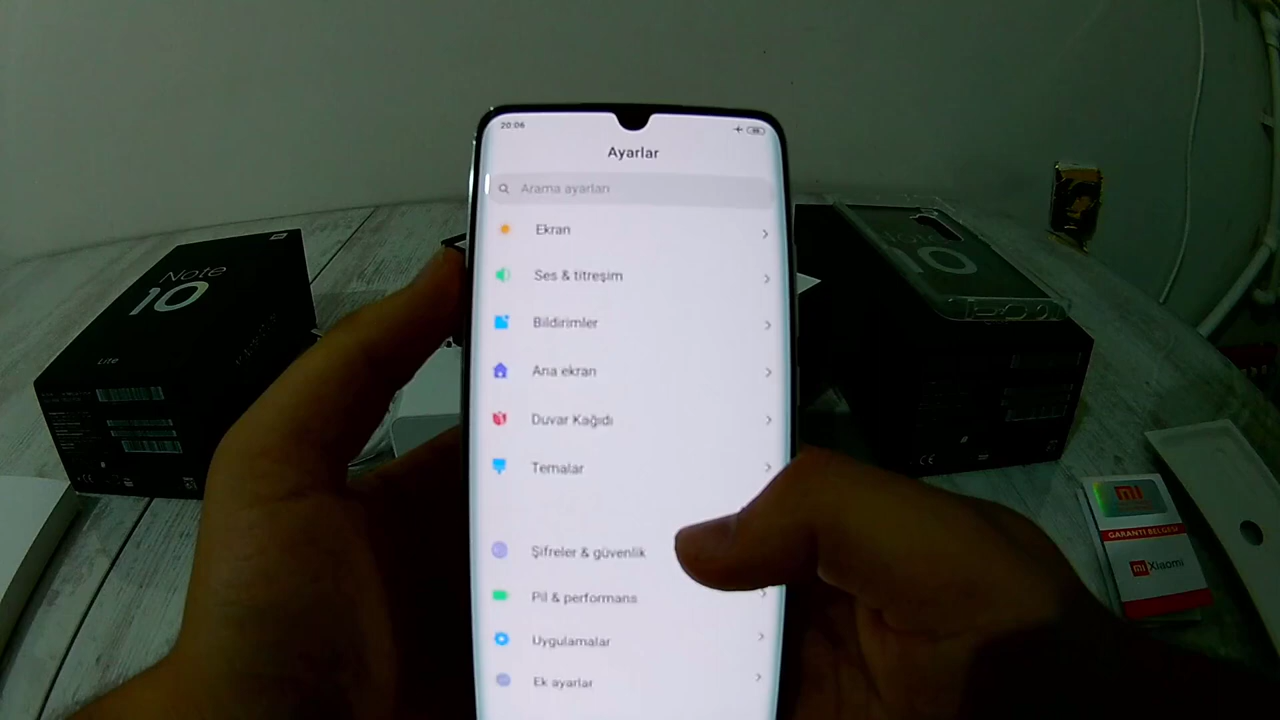 20:06
Ayarlar
Arama ayarları
Ekran
Ses & titreşim
Bildirimler
Ana ekran
Duvar Kağıdı
Temalar
Şifreler & güvenlik
Pil & performans
Uygulamalar
Ek ayarlar
Note
10
Lite
10
mi
GARANTİ BELGESİ
mi Xiaomi